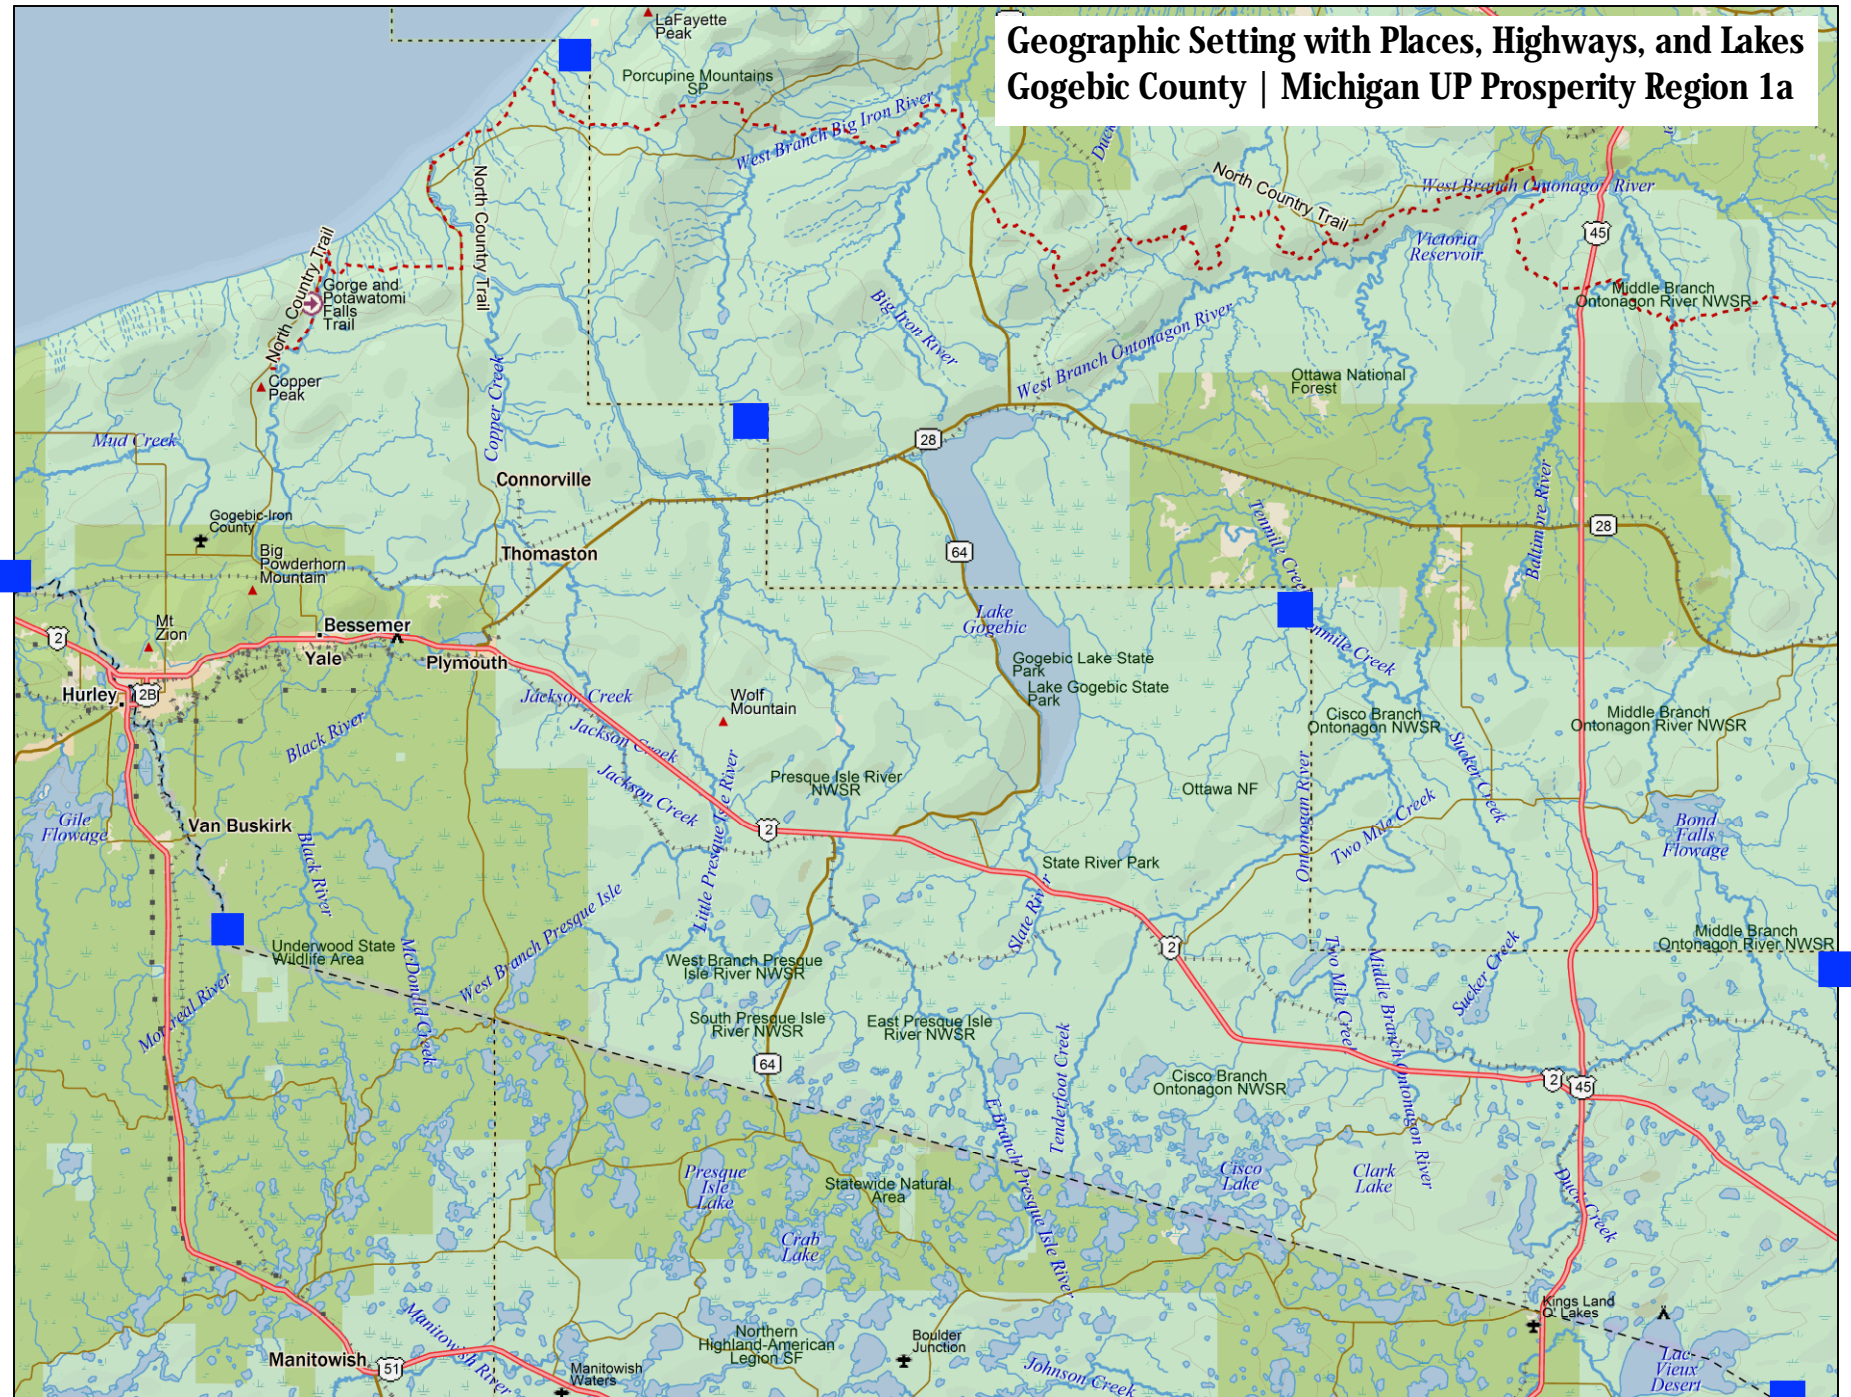 Geographic Setting with Places, Highways, and Lakes
Gogebic County | Michigan UP Prosperity Region 1a
LaFayette
Peak
Porcupine Mountains
SP
West Branch Big Iron River
Duck
North Country Trail
West Branch Ontonagon River
North Country Trail
Victoria
Reservoir
45
North Country Trail
Gorge and
Potawatomi
Falls
Trail
Middle Branch
Ontonagon River NWSR
Big Iron River
West Branch Ontonagon River
Copper
Peak
Ottawa National
Forest
Copper Creek
Mud Creek
28
Connorville
Baltimore River
Gogebic-Iron
County
Tenmile Creek
28
Big
Powderhorn
Mountain
Thomaston
64
Mt
Zion
Bessemer
Lake
Gogebic
Tenmile Creek
2
Yale
Plymouth
Gogebic Lake State
Park
Lake Gogebic State
Park
Hurley
2B
Jackson Creek
Wolf
Mountain
Cisco Branch
Ontonagon NWSR
Middle Branch
Ontonagon River NWSR
Black River
Jackson Creek
Sucker Creek
Jackson Creek
Little Presque Isle River
Presque Isle River
NWSR
Ottawa NF
Ontonogan River
Two Mile Creek
Gile
Flowage
Van Buskirk
2
Bond
Falls
Flowage
Black River
State River Park
Slate River
West Branch Presque Isle
Underwood State
Wildlife Area
McDonald Creek
2
Middle Branch
Ontonagon River NWSR
West Branch Presque
Isle River NWSR
Two Mile Creek
Middle Branch Ontonagon River
Sucker Creek
Montreal River
South Presque Isle
River NWSR
East Presque Isle
River NWSR
Tenderfoot Creek
64
Cisco Branch
Ontonagon NWSR
2
45
E Branch Presque Isle River
Presque
Isle
Lake
Statewide Natural
Area
Cisco
Lake
Clark
Lake
Duck Creek
Crab
Lake
Kings Land
O' Lakes
Manitowish River
Northern
Highland-American
Legion SF
Boulder
Junction
Manitowish
51
Manitowish
Waters
Johnson Creek
Lac
Vieux
Desert